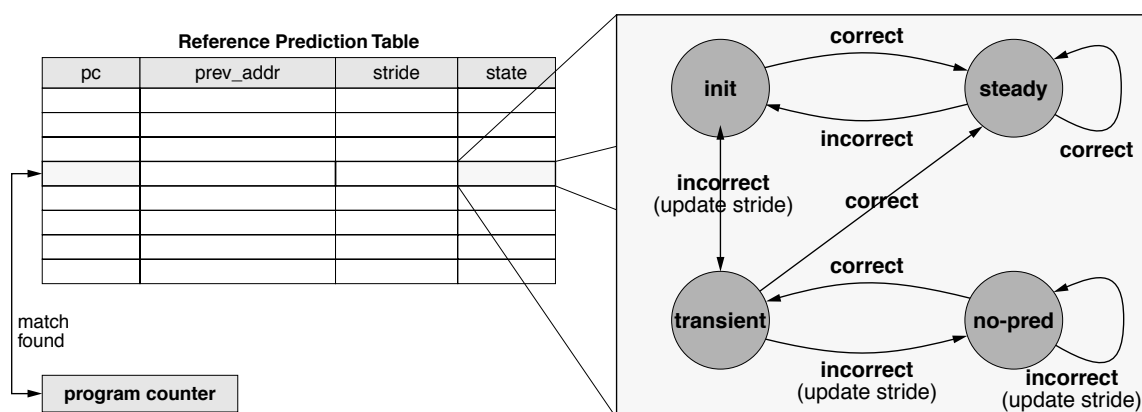 Reference Prediction Table
pc prev_addr stride state
match
found
program counter
correct
init
steady
incorrect
correct
incorrect
(update stride)
correct
correct
transient
no-pred
incorrect
(update stride)
incorrect
(update stride)